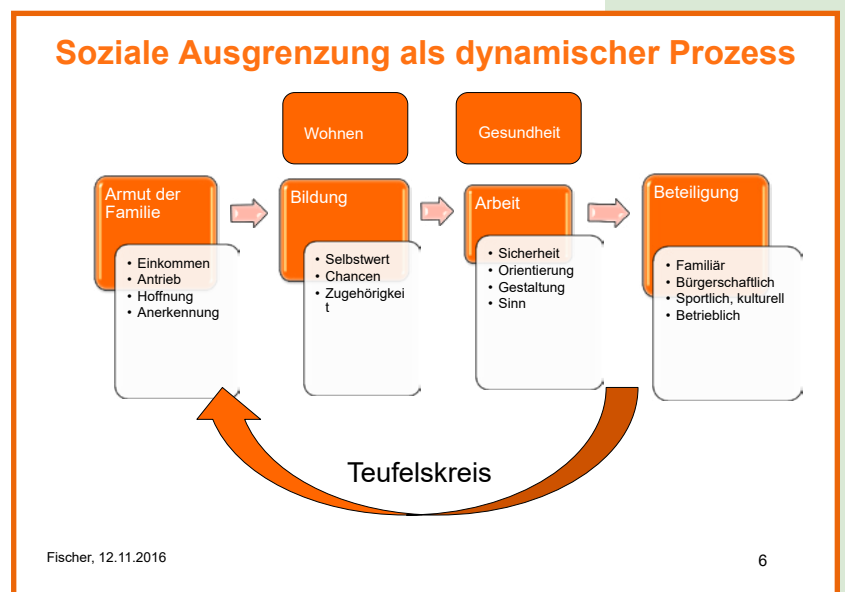 Soziale Ausgrenzung als dynamischer Prozess
Wohnen
Gesundheit
Armut der
Familie
• Einkommen
• Antrieb
• Hoffnung
• Anerkennung
Bildung
• Selbstwert
• Chancen
• Zugehörigkei
t
Arbeit
• Sicherheit
• Orientierung
• Gestaltung
• Sinn
Beteiligung
• Familiär
• Bürgerschaftlich
• Sportlich, kulturell
• Betrieblich
Teufelskreis
Fischer, 12.11.2016
6